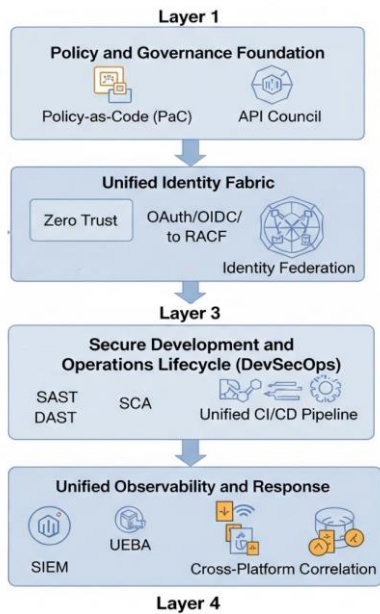 Layer 1
Policy and Governance Foundation
Policy-as-Code (PaC)
API Council
Unified Identity Fabric
Zero Trust
OAuth/OIDC/
to RACF
Identity Federation
Layer 3
Secure Development and
Operations Lifecycle (DevSecOps)
SAST
DAST
SCA
Unified CI/CD Pipeline
Unified Observability and Response
SIEM
UEBA
Cross-Platform Correlation
Layer 4